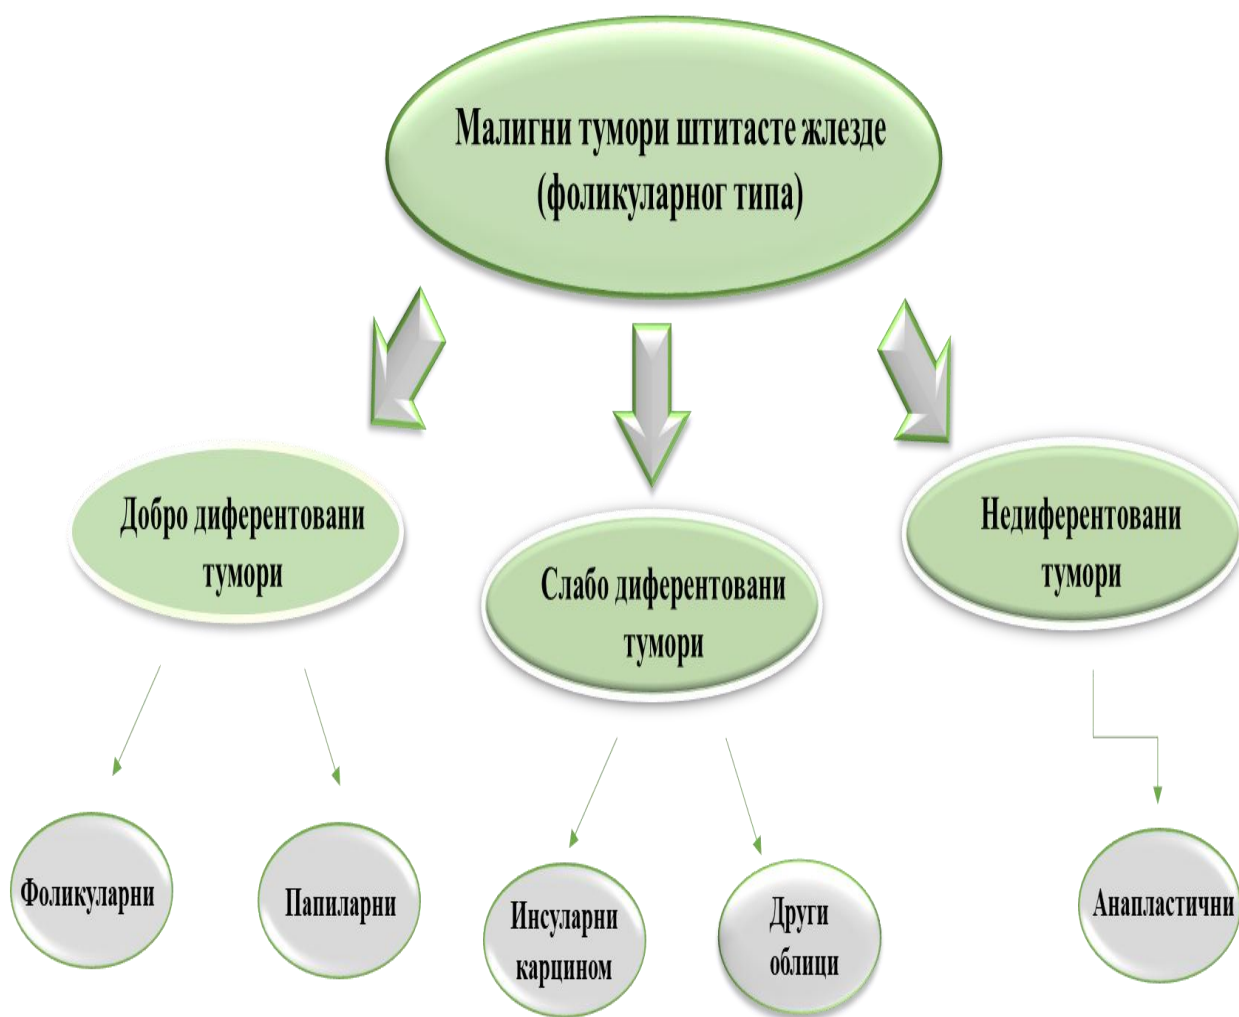 Малигни тумори штитасте жлезде
(фоликуларног типа)
Добро диферентовани
тумори
Слабо диферентовани
тумори
Недиферентовани
тумори
Фоликуларни
Папиларни
Инсуларни
карцином
Други
облици
Анапластични